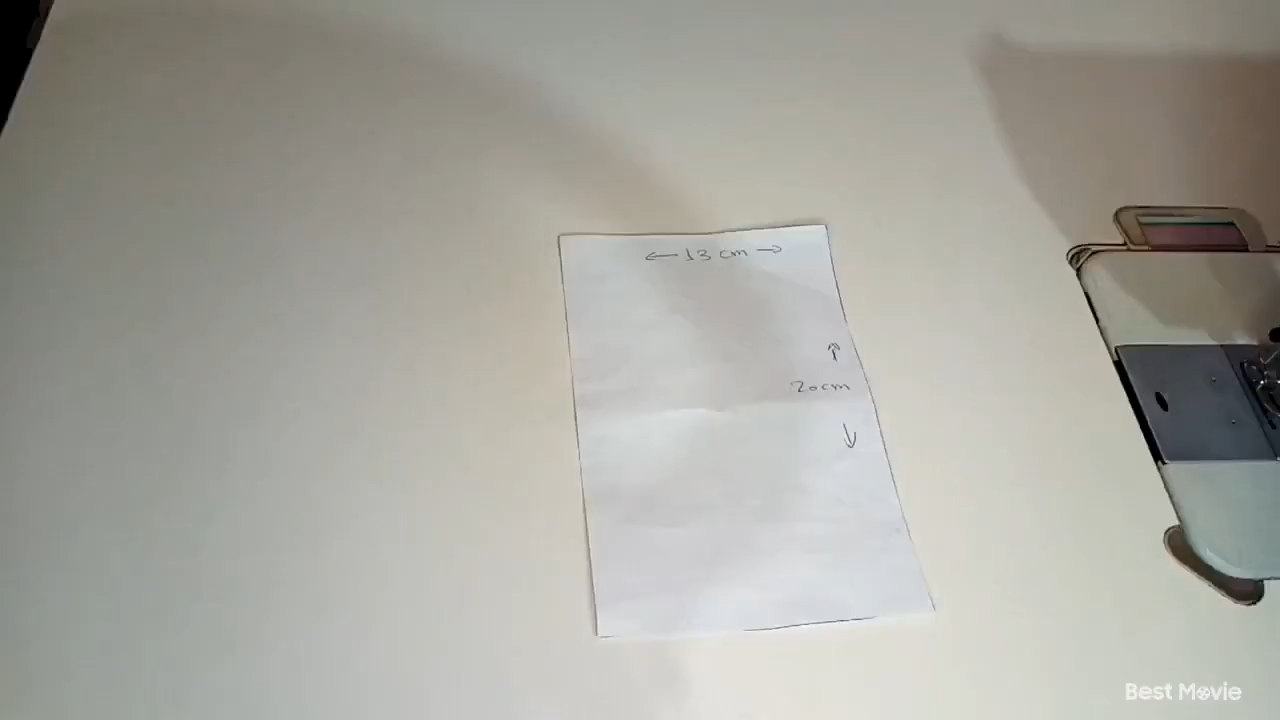 ← 13 cm →
↑
20cm
↓
Best Movie